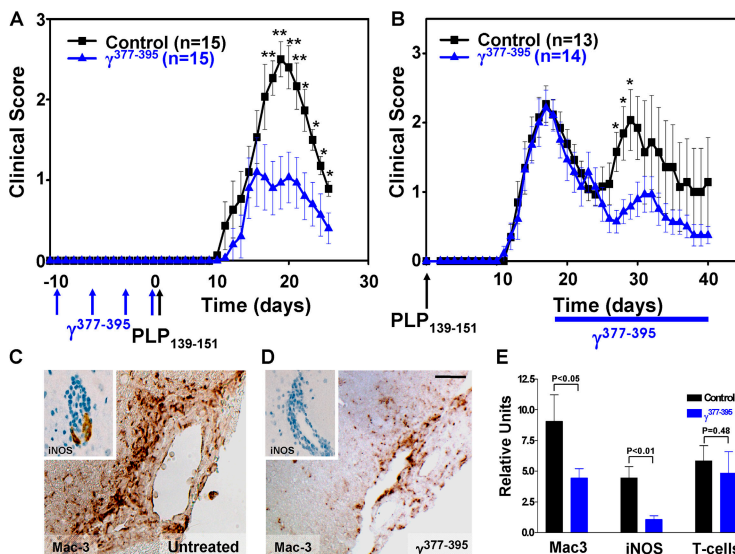 A
Control (n=15)
γ377-395 (n=15)
** ** ** ** ** * * * *
Clinical Score
3
2
1
0
-10 0 10 20 30
Time (days)
γ377-395
PLP139-151
B
Control (n=13)
γ377-395 (n=14)
* * *
Clinical Score
3
2
1
0
10 20 30 40
Time (days)
PLP139-151
γ377-395
C
iNOS
Mac-3 Untreated
D
iNOS
Mac-3 γ377-395
E
Control
γ377-395
Relative Units
12.5
10.0
7.5
5.0
2.5
0.0
P<0.05
P<0.01
P=0.48
Mac3 iNOS T-cells